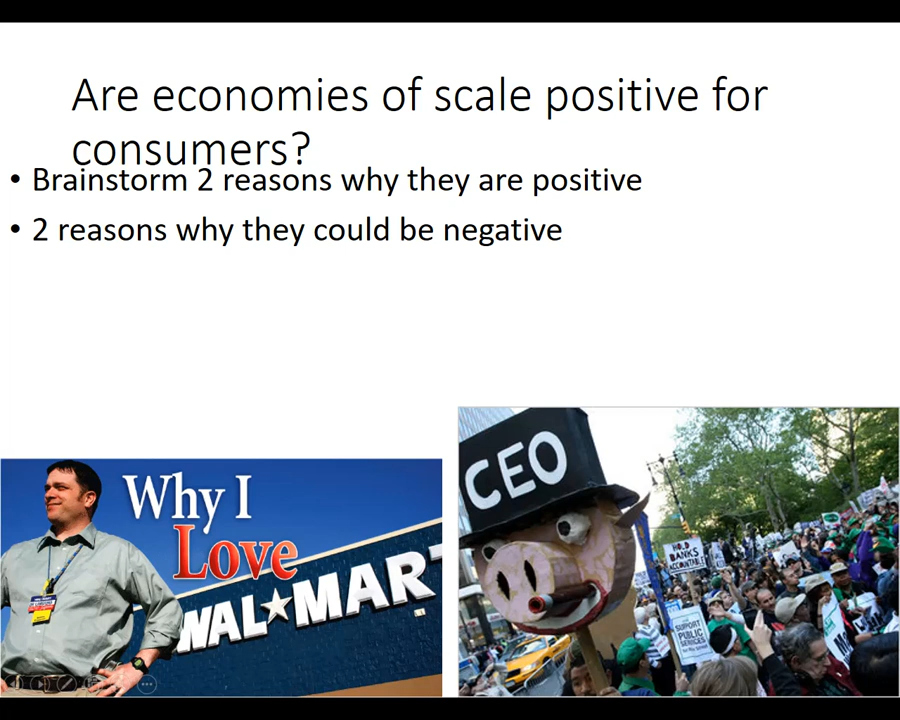 Are economies of scale positive for
consumers?
• Brainstorm 2 reasons why they are positive
• 2 reasons why they could be negative
Why I
Love
WAL★MART
CEO
HOLD
BANKS
ACCOUNTABLE
SUPPORT
PUBLIC
SERVICES